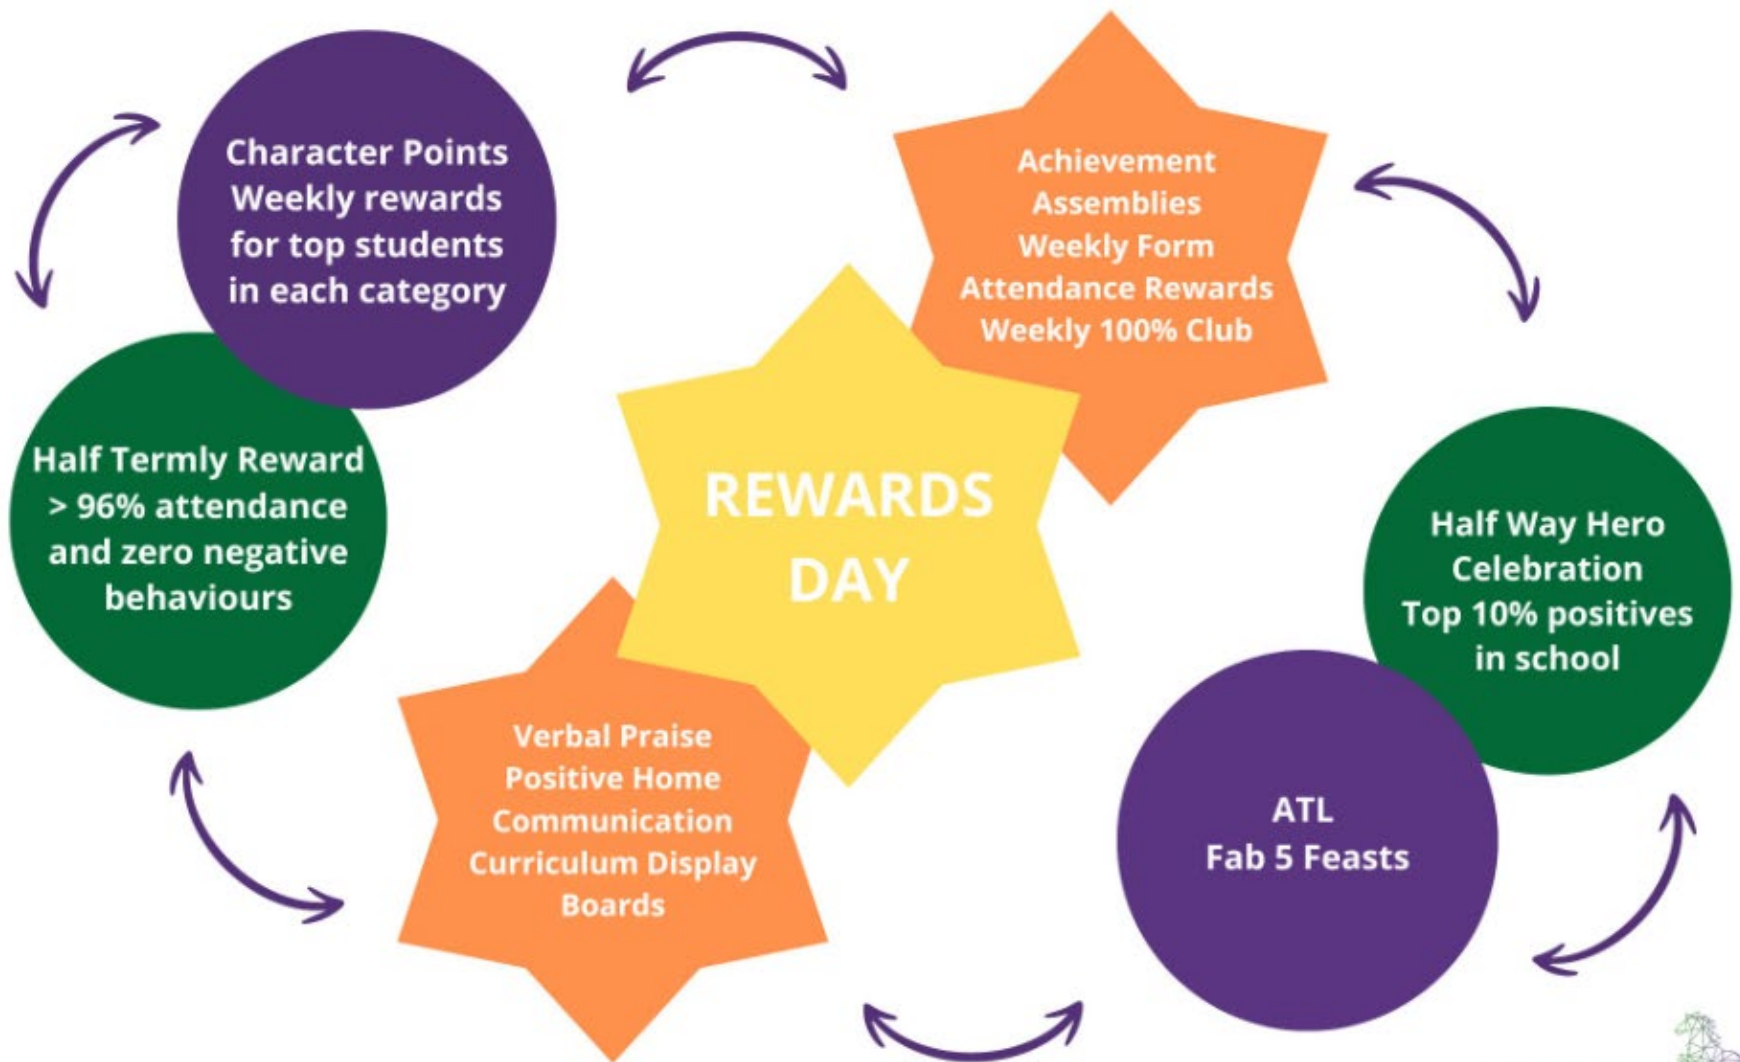 Character Points
Weekly rewards
for top students
in each category
Achievement
Assemblies
Weekly Form
Attendance Rewards
Weekly 100% Club
Half Termly Reward
> 96% attendance
and zero negative
behaviours
REWARDS
DAY
Half Way Hero
Celebration
Top 10% positives
in school
Verbal Praise
Positive Home
Communication
Curriculum Display
Boards
ATL
Fab 5 Feasts